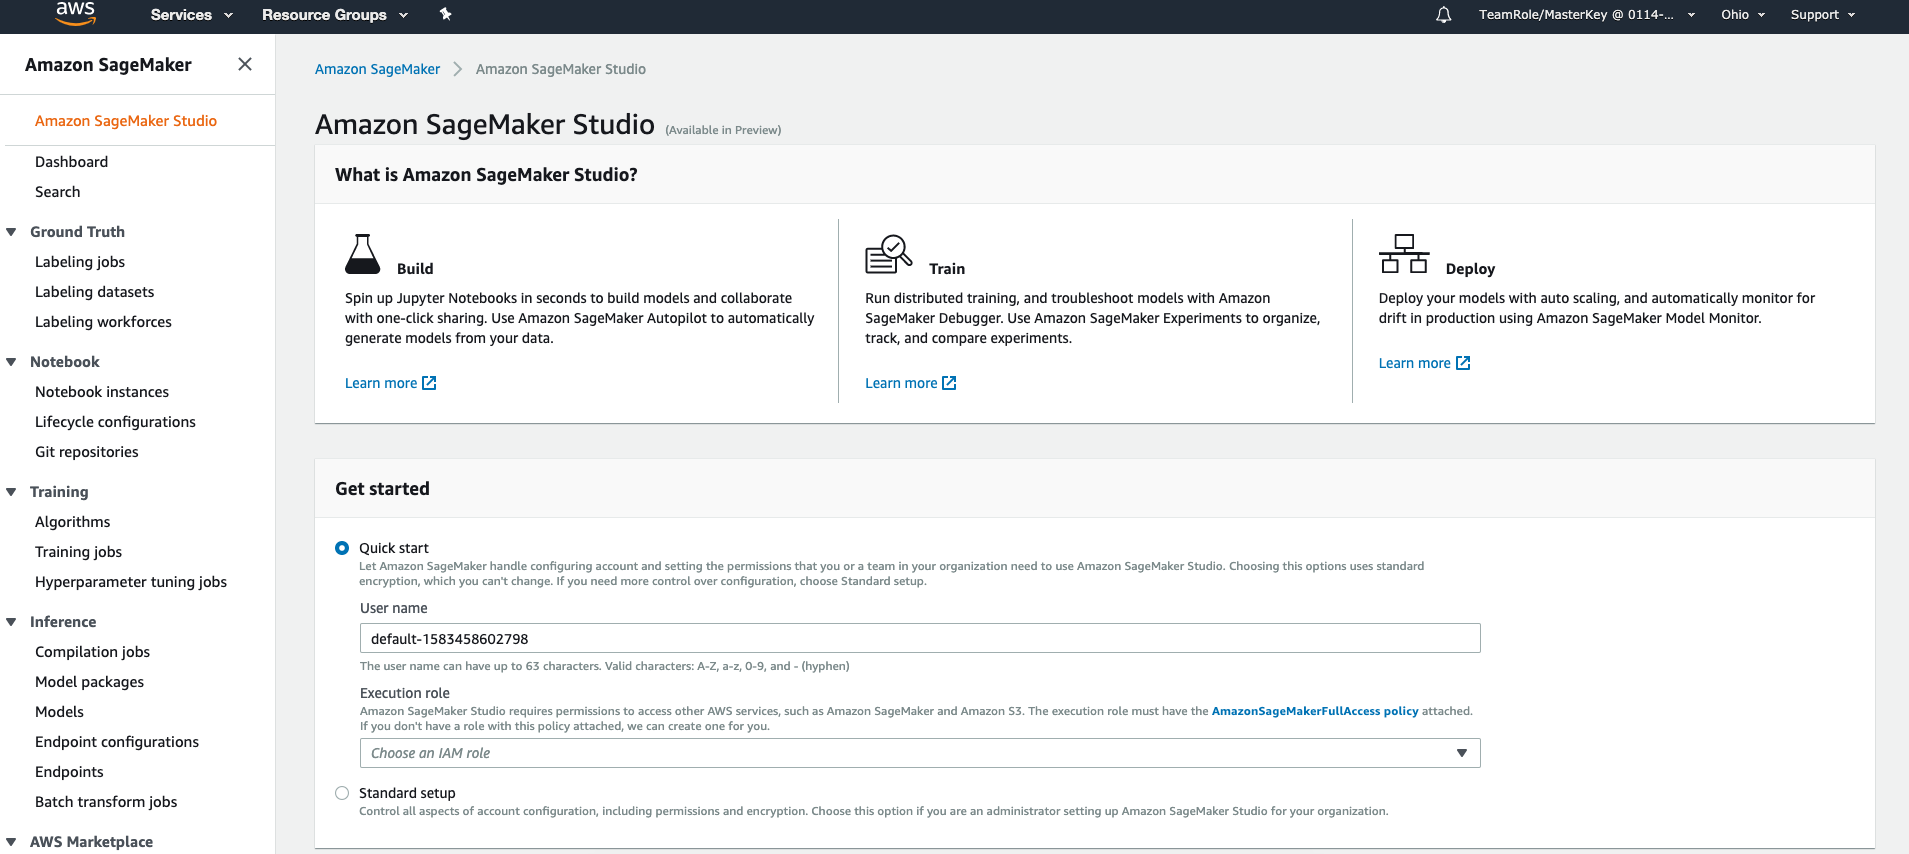 aws
Services
Resource Groups
TeamRole/MasterKey @ 0114-...
Ohio
Support
Amazon SageMaker
Amazon SageMaker Studio
Dashboard
Search
Ground Truth
Labeling jobs
Labeling datasets
Labeling workforces
Notebook
Notebook instances
Lifecycle configurations
Git repositories
Training
Algorithms
Training jobs
Hyperparameter tuning jobs
Inference
Compilation jobs
Model packages
Models
Endpoint configurations
Endpoints
Batch transform jobs
AWS Marketplace
Amazon SageMaker
Amazon SageMaker Studio
Amazon SageMaker Studio (Available in Preview)
What is Amazon SageMaker Studio?
Build
Spin up Jupyter Notebooks in seconds to build models and collaborate
with one-click sharing. Use Amazon SageMaker Autopilot to automatically
generate models from your data.
Learn more
Train
Run distributed training, and troubleshoot models with Amazon
SageMaker Debugger. Use Amazon SageMaker Experiments to organize,
track, and compare experiments.
Learn more
Deploy
Deploy your models with auto scaling, and automatically monitor for
drift in production using Amazon SageMaker Model Monitor.
Learn more
Get started
Quick start
Let Amazon SageMaker handle configuring account and setting the permissions that you or a team in your organization need to use Amazon SageMaker Studio. Choosing this options uses standard
encryption, which you can't change. If you need more control over configuration, choose Standard setup.
User name
default-1583458602798
The user name can have up to 63 characters. Valid characters: A-Z, a-z, 0-9, and - (hyphen)
Execution role
Amazon SageMaker Studio requires permissions to access other AWS services, such as Amazon SageMaker and Amazon S3. The execution role must have the AmazonSageMakerFullAccess policy attached.
If you don't have a role with this policy attached, we can create one for you.
Choose an IAM role
Standard setup
Control all aspects of account configuration, including permissions and encryption. Choose this option if you are an administrator setting up Amazon SageMaker Studio for your organization.